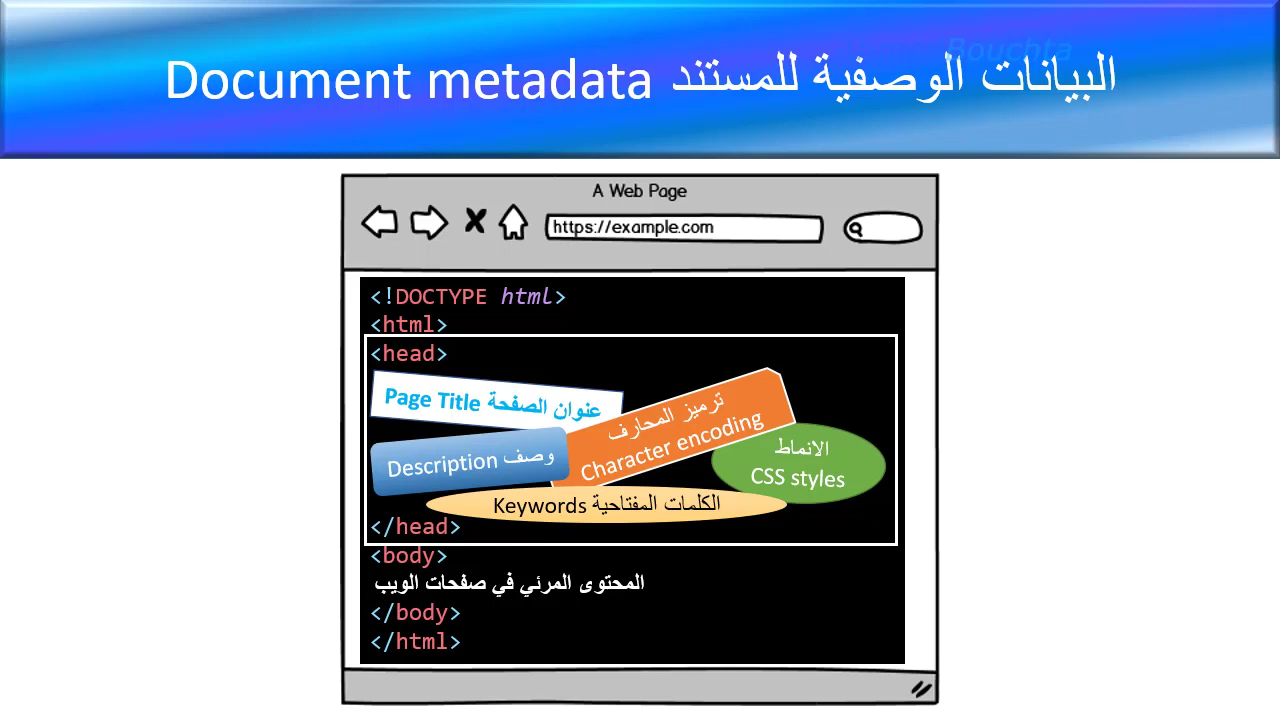 Bouchta
البيانات الوصفية للمستند Document metadata
A Web Page
https://example.com
<!DOCTYPE html>
<html>
<head>
عنوان الصفحة Page Title
ترميز المحارف
Character encoding
وصف Description
الانماط
CSS styles
الكلمات المفتاحية Keywords
</head>
<body>
المحتوى المرئي في صفحات الويب
</body>
</html>